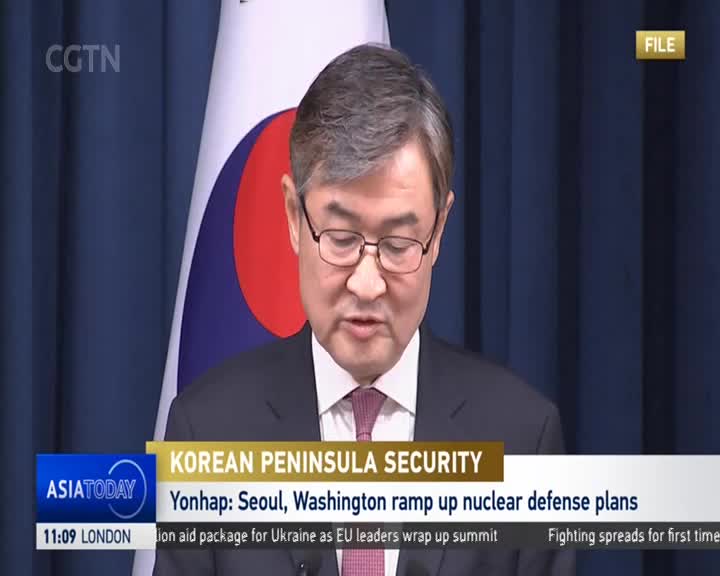 CGTN
FILE
KOREAN PENINSULA SECURITY
ASIATODAY
Yonhap: Seoul, Washington ramp up nuclear defense plans
11:09 LONDON
aid package for Ukraine as EU leaders wrap up summit Fighting spreads for first time